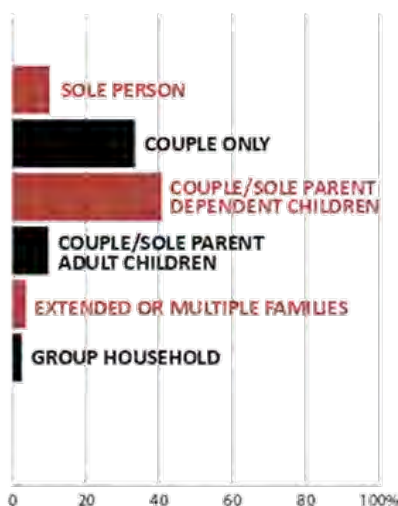 SOLE PERSON
COUPLE ONLY
COUPLE/SOLE PARENT
DEPENDENT CHILDREN
COUPLE/SOLE PARENT
ADULT CHILDREN
EXTENDED OR MULTIPLE FAMILIES
GROUP HOUSEHOLD
0 20 40 60 80 100%